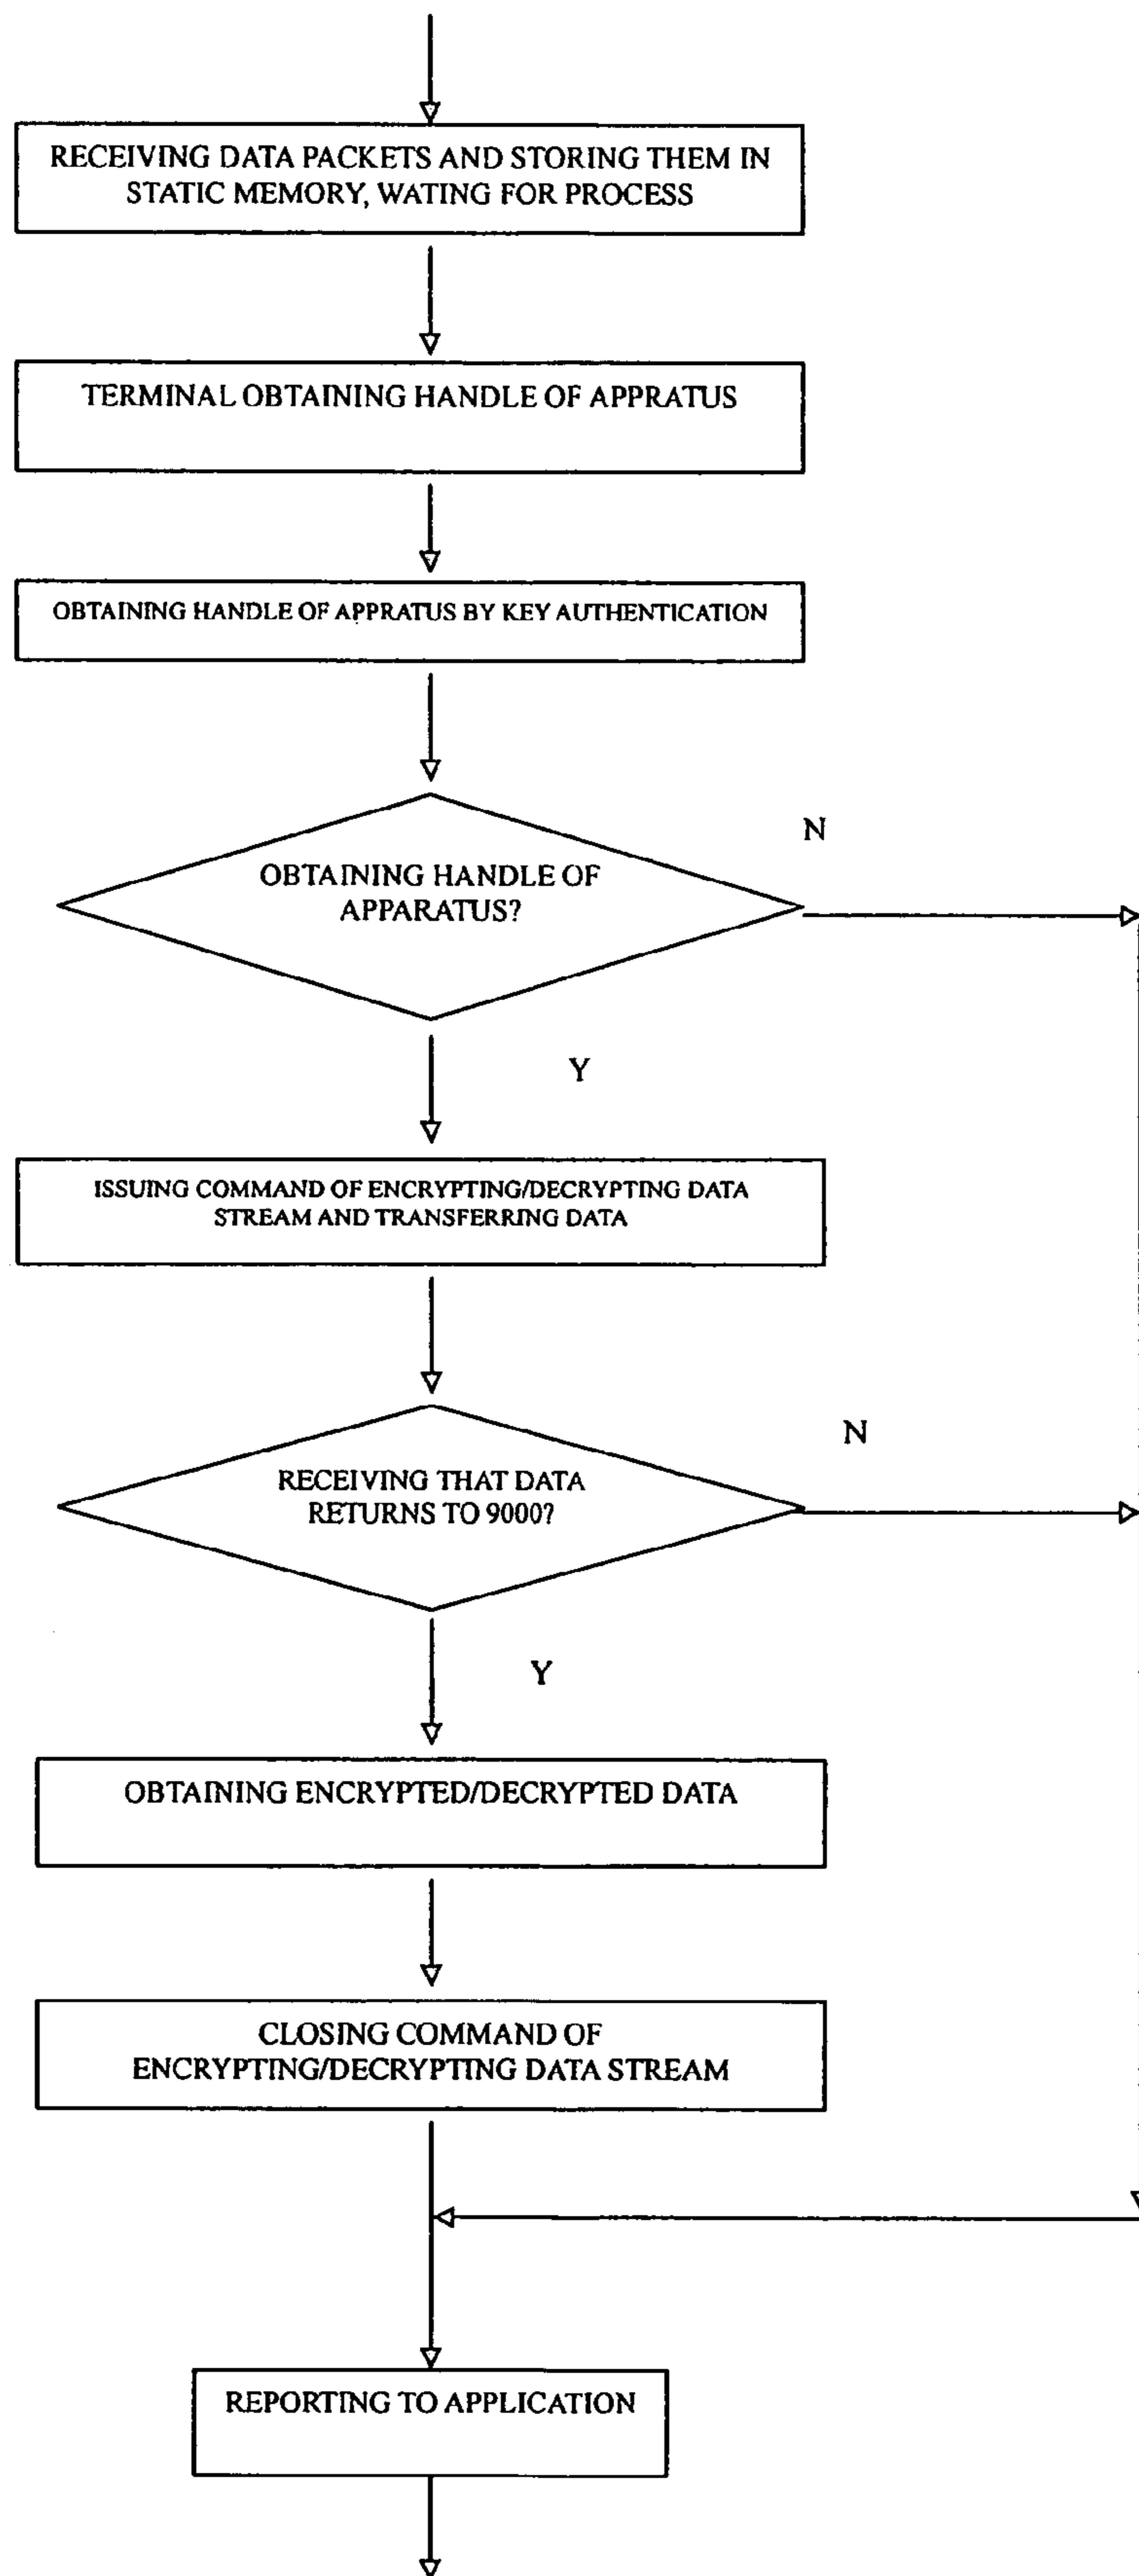 RECEIVING DATA PACKETS AND STORING THEM IN
STATIC MEMORY, WATING FOR PROCESS
TERMINAL OBTAINING HANDLE OF APPRATUS
OBTAINING HANDLE OF APPRATUS BY KEY AUTHENTICATION
OBTAINING HANDLE OF
APPARATUS?
N
Y
ISSUING COMMAND OF ENCRYPTING/DECRYPTING DATA
STREAM AND TRANSFERRING DATA
RECEIVING THAT DATA
RETURNS TO 9000?
N
Y
OBTAINING ENCRYPTED/DECRYPTED DATA
CLOSING COMMAND OF
ENCRYPTING/DECRYPTING DATA STREAM
REPORTING TO APPLICATION